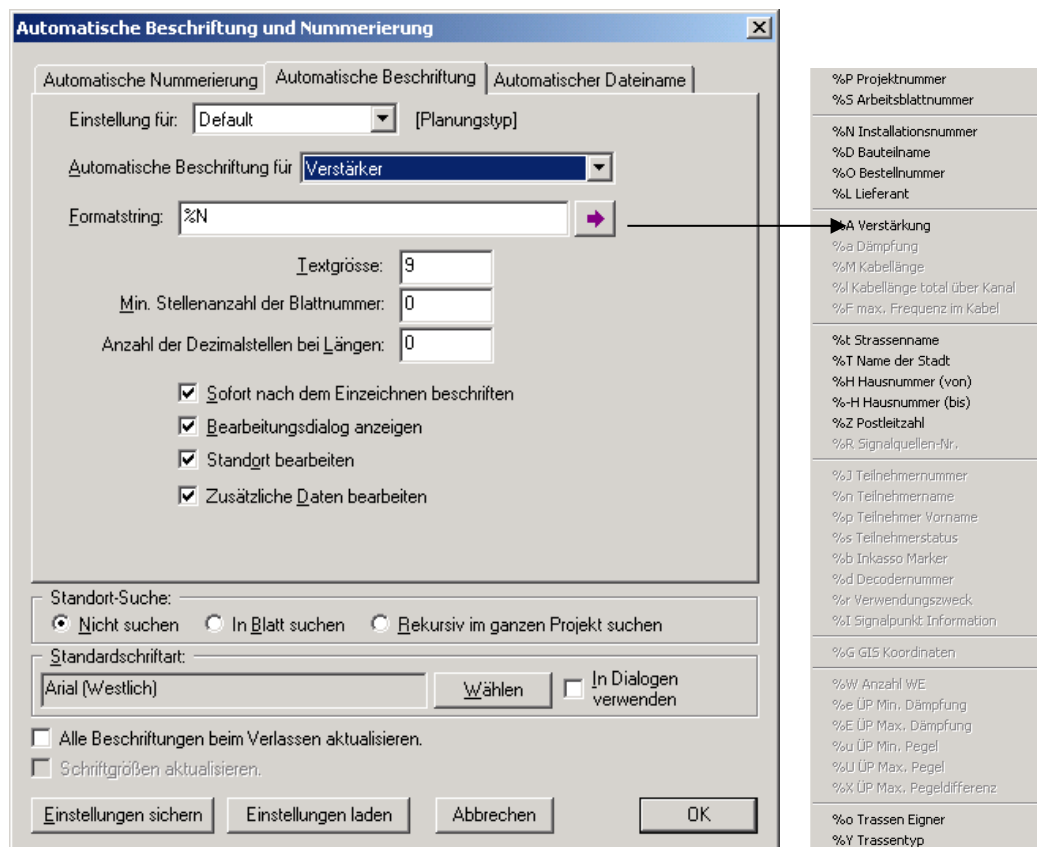 Automatische Beschriftung und Nummerierung
Automatische Nummerierung Automatische Beschriftung Automatischer Dateiname
Einstellung für: Default [Planungstyp]
Automatische Beschriftung für Verstärker
Formatstring: %N
Textgrösse: 9
Min. Stellenanzahl der Blattnummer: 0
Anzahl der Dezimalstellen bei Längen: 0
Sofort nach dem Einzeichnen beschriften
Bearbeitungsdialog anzeigen
Standort bearbeiten
Zusätzliche Daten bearbeiten
Standort-Suche:
Nicht suchen In Blatt suchen Rekursiv im ganzen Projekt suchen
Standardschriftart:
Arial (Westlich) Wählen In Dialogen verwenden
Alle Beschriftungen beim Verlassen aktualisieren.
Schriftgrößen aktualisieren.
Einstellungen sichern Einstellungen laden Abbrechen OK
%P Projektnummer
%S Arbeitsblattnummer
%N Installationsnummer
%D Bauteilname
%O Bestellnummer
%L Lieferant
%A Verstärkung
%a Dämpfung
%M Kabellänge
%l Kabellänge total über Kanal
%F max. Frequenz im Kabel
%t Strassenname
%T Name der Stadt
%H Hausnummer (von)
%-H Hausnummer (bis)
%Z Postleitzahl
%R Signalquellen-Nr.
%J Teilnehmernummer
%n Teilnehmername
%p Teilnehmer Vorname
%s Teilnehmerstatus
%b Inkasso Marker
%d Decodernummer
%r Verwendungszweck
%I Signalpunkt Information
%G GIS Koordinaten
%W Anzahl WE
%e ÜP Min. Dämpfung
%E ÜP Max. Dämpfung
%u ÜP Min. Pegel
%U ÜP Max. Pegel
%X ÜP Max. Pegeldifferenz
%o Trassen Eigner
%Y Trassentyp